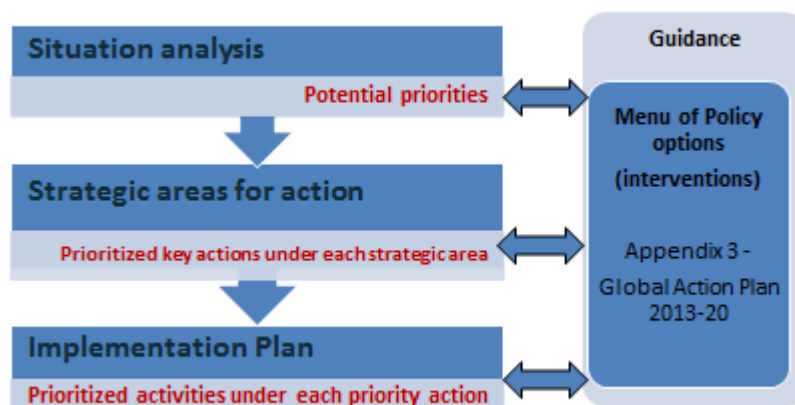 Situation analysis
Potential priorities
Strategic areas for action
Prioritized key actions under each strategic area
Implementation Plan
Prioritized activities under each priority action
Guidance
Menu of Policy
options
(interventions)
Appendix 3 -
Global Action Plan
2013-20